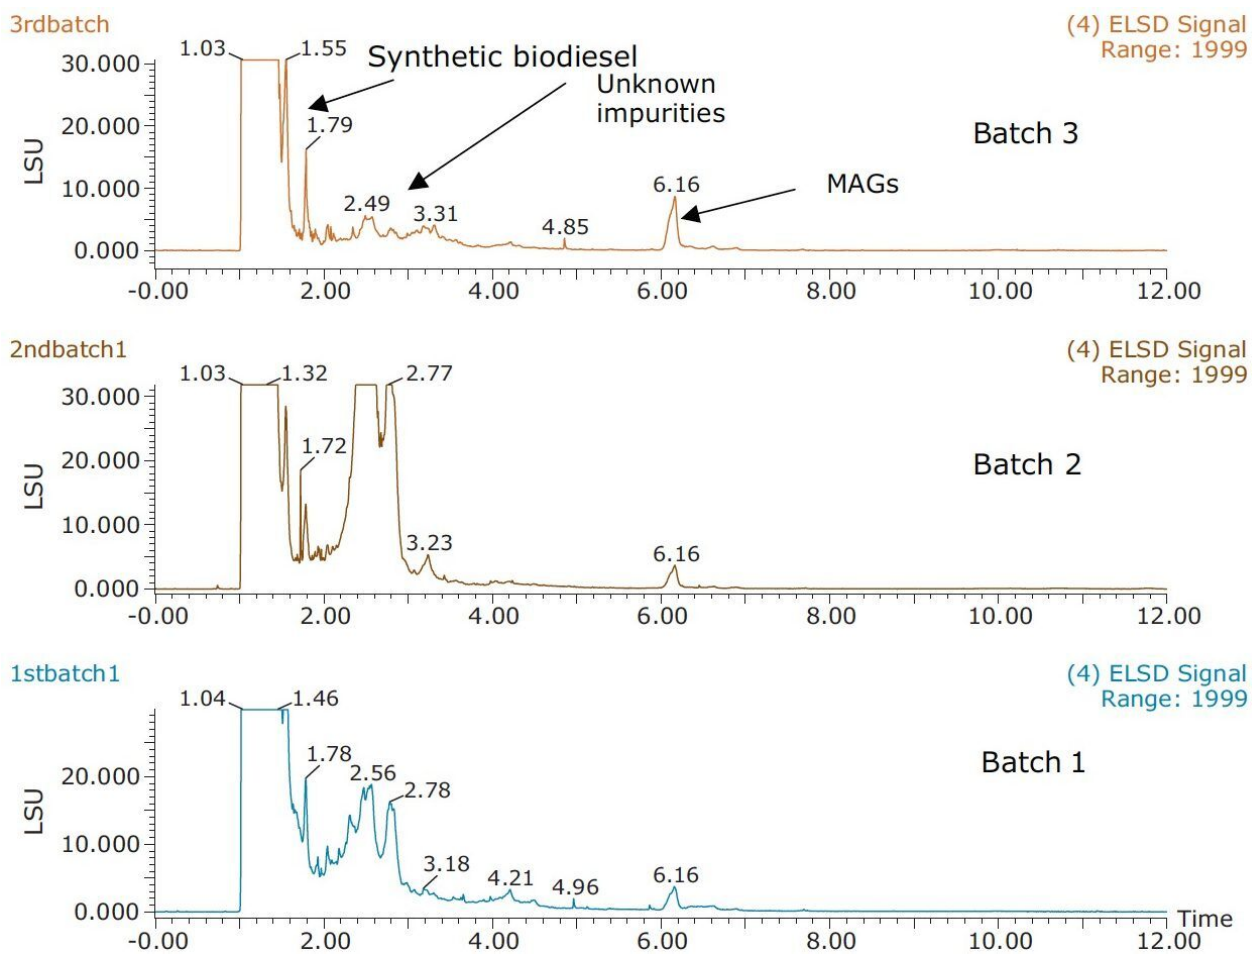 3rdbatch
(4) ELSD Signal
Range: 1999
1.03
1.55
Synthetic biodiesel
Unknown
impurities
Batch 3
MAGs
1.79
2.49
3.31
4.85
6.16
LSU
30.000
20.000
10.000
0.000
-0.00 2.00 4.00 6.00 8.00 10.00 12.00
2ndbatch1
(4) ELSD Signal
Range: 1999
1.03
1.32
2.77
1.72
3.23
6.16
Batch 2
LSU
30.000
20.000
10.000
0.000
-0.00 2.00 4.00 6.00 8.00 10.00 12.00
1stbatch1
(4) ELSD Signal
Range: 1999
1.04
1.46
1.78
2.56
2.78
3.18
4.21
4.96
6.16
Batch 1
LSU
20.000
10.000
0.000
Time
-0.00 2.00 4.00 6.00 8.00 10.00 12.00